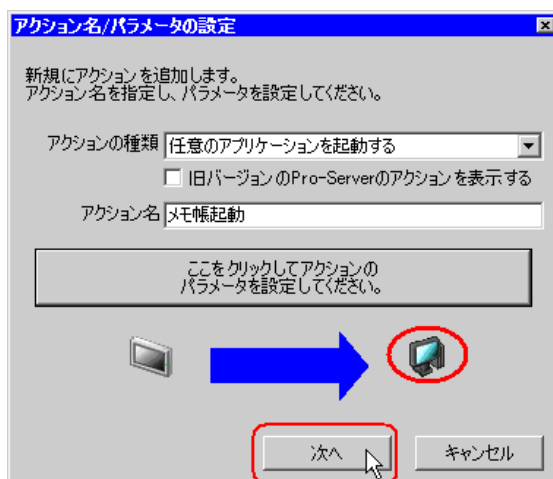 アクション名/パラメータの設定
新規にアクションを追加します。
アクション名を指定し、パラメータを設定してください。
アクションの種類 任意のアプリケーションを起動する
旧バージョンのPro-Serverのアクションを表示する
アクション名 メモ帳起動
ここをクリックしてアクションの
パラメータを設定してください。
次へ キャンセル